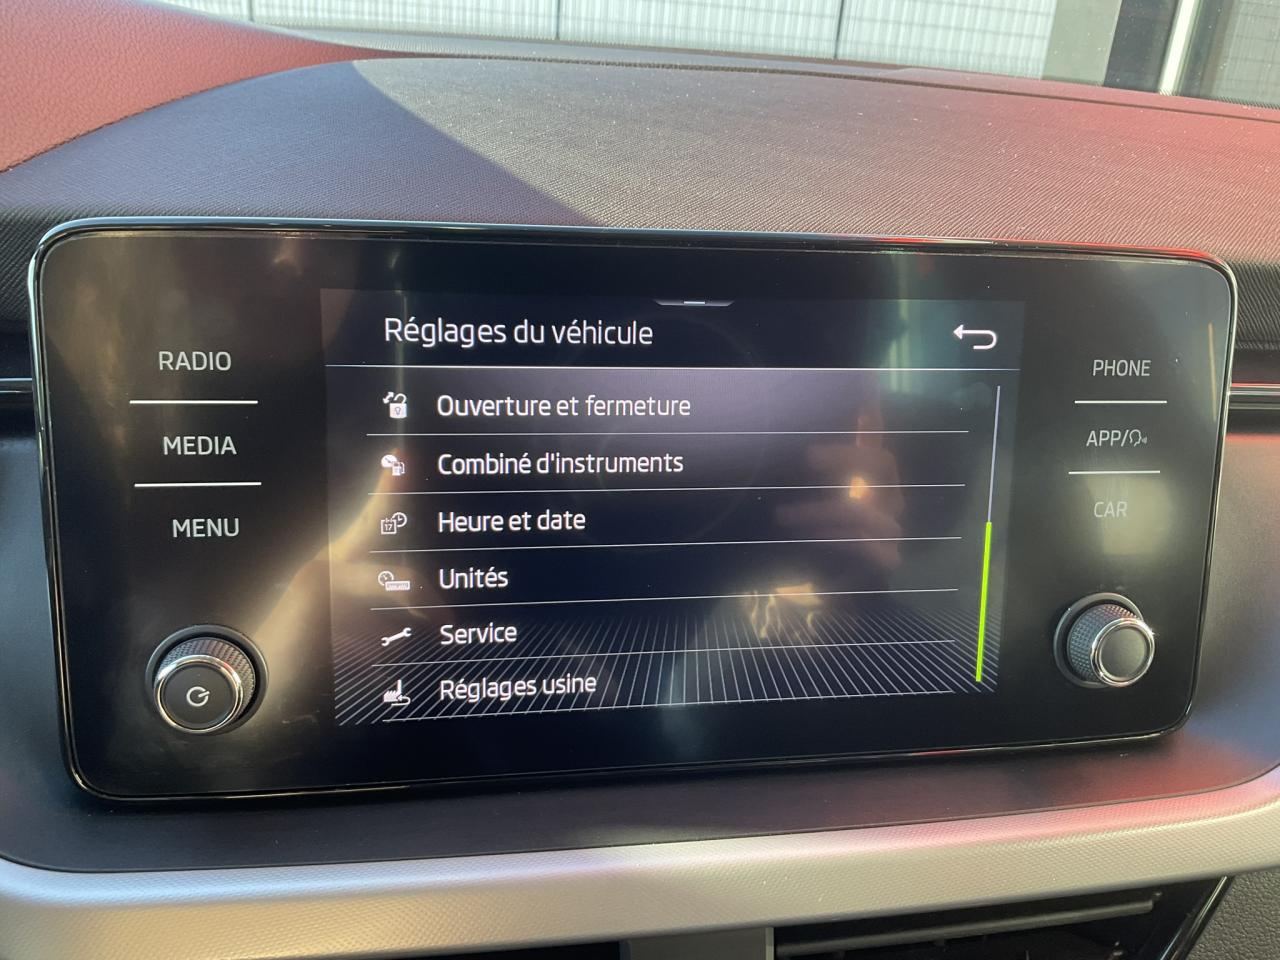 Réglages du véhicule
RADIO
MEDIA
MENU
Ouverture et fermeture
Combiné d'instruments
17
Heure et date
Unités
Service
Réglages usine
PHONE
APP/
CAR